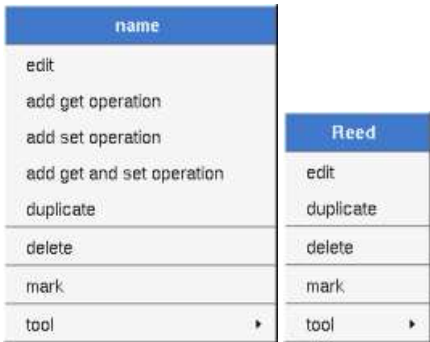 name
edit
add get operation
add set operation
add get and set operation
duplicate
delete
mark
tool
Reed
edit
duplicate
delete
mark
tool